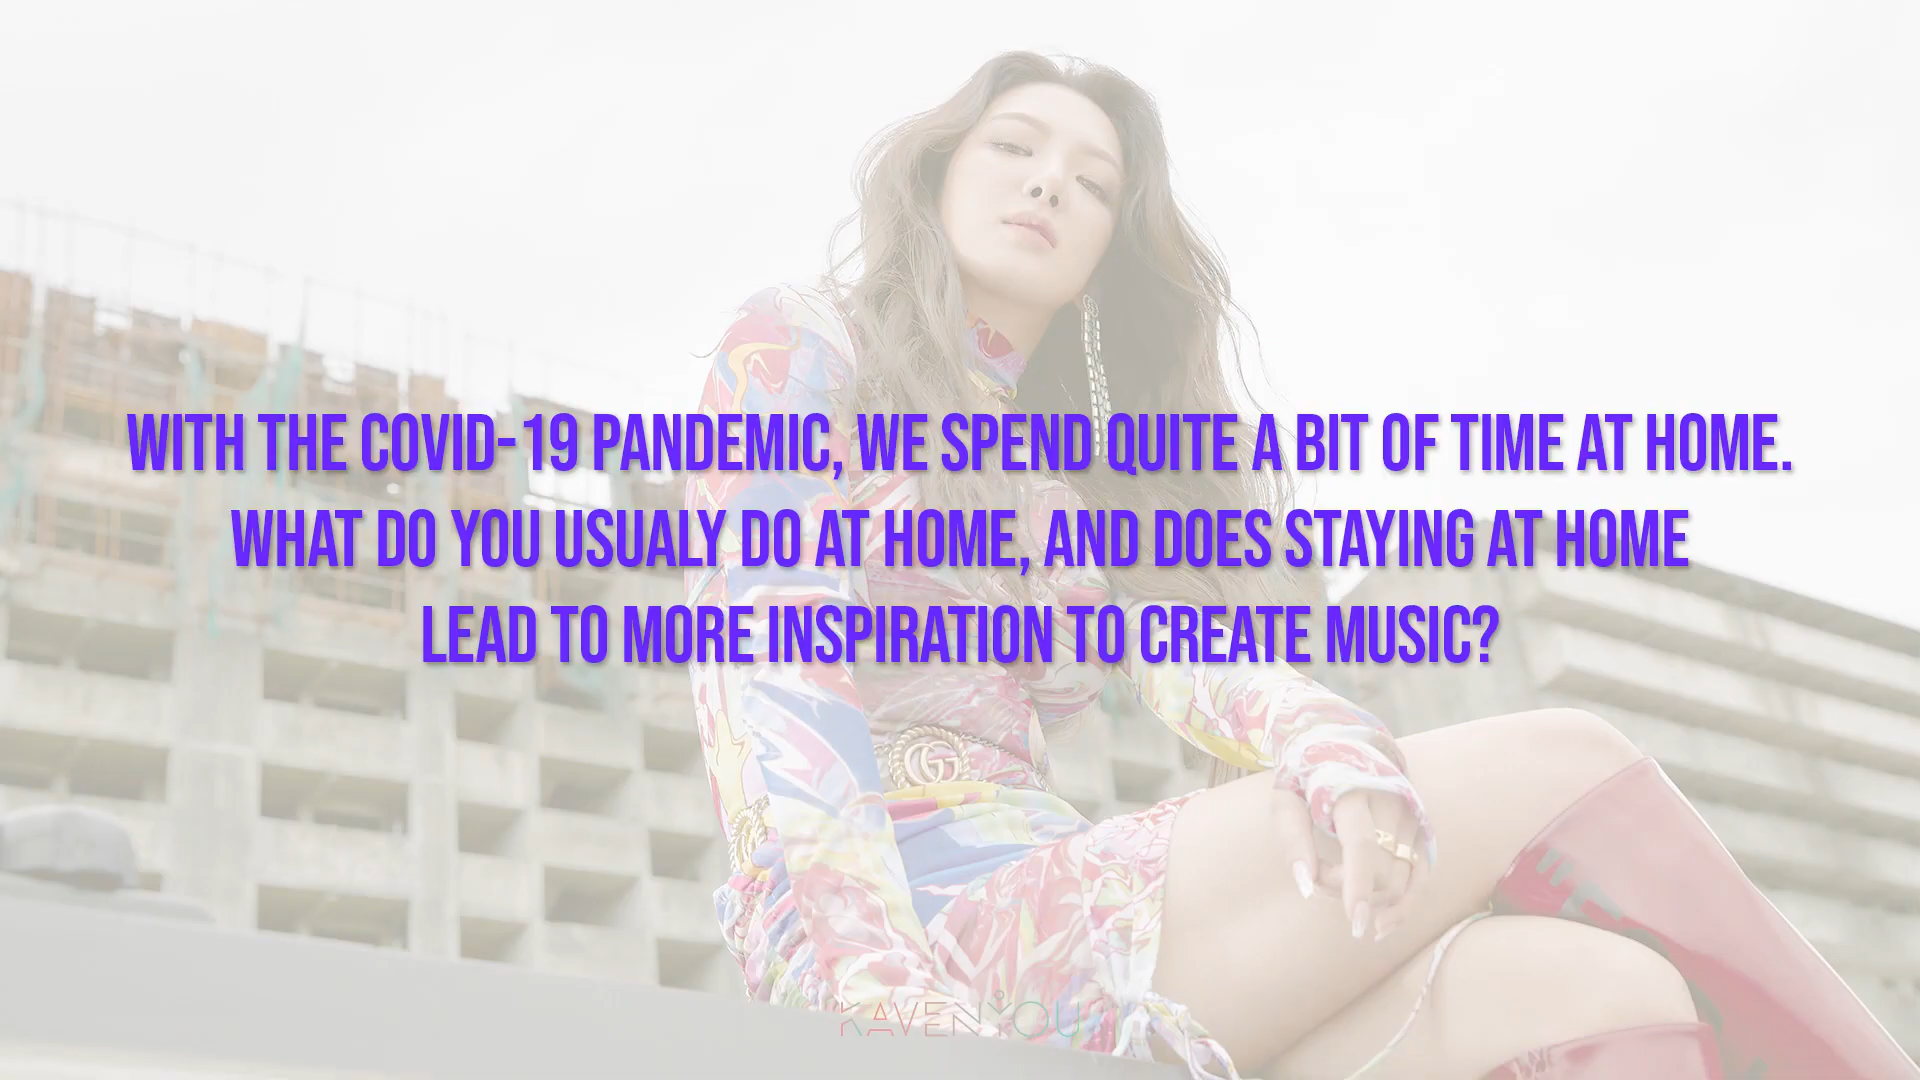 WITH THE COVID-19 PANDEMIC, WE SPEND QUITE A BIT OF TIME AT HOME.
WHAT DO YOU USUALY DO AT HOME, AND DOES STAYING AT HOME
LEAD TO MORE INSPIRATION TO CREATE MUSIC?
KAVENYOU